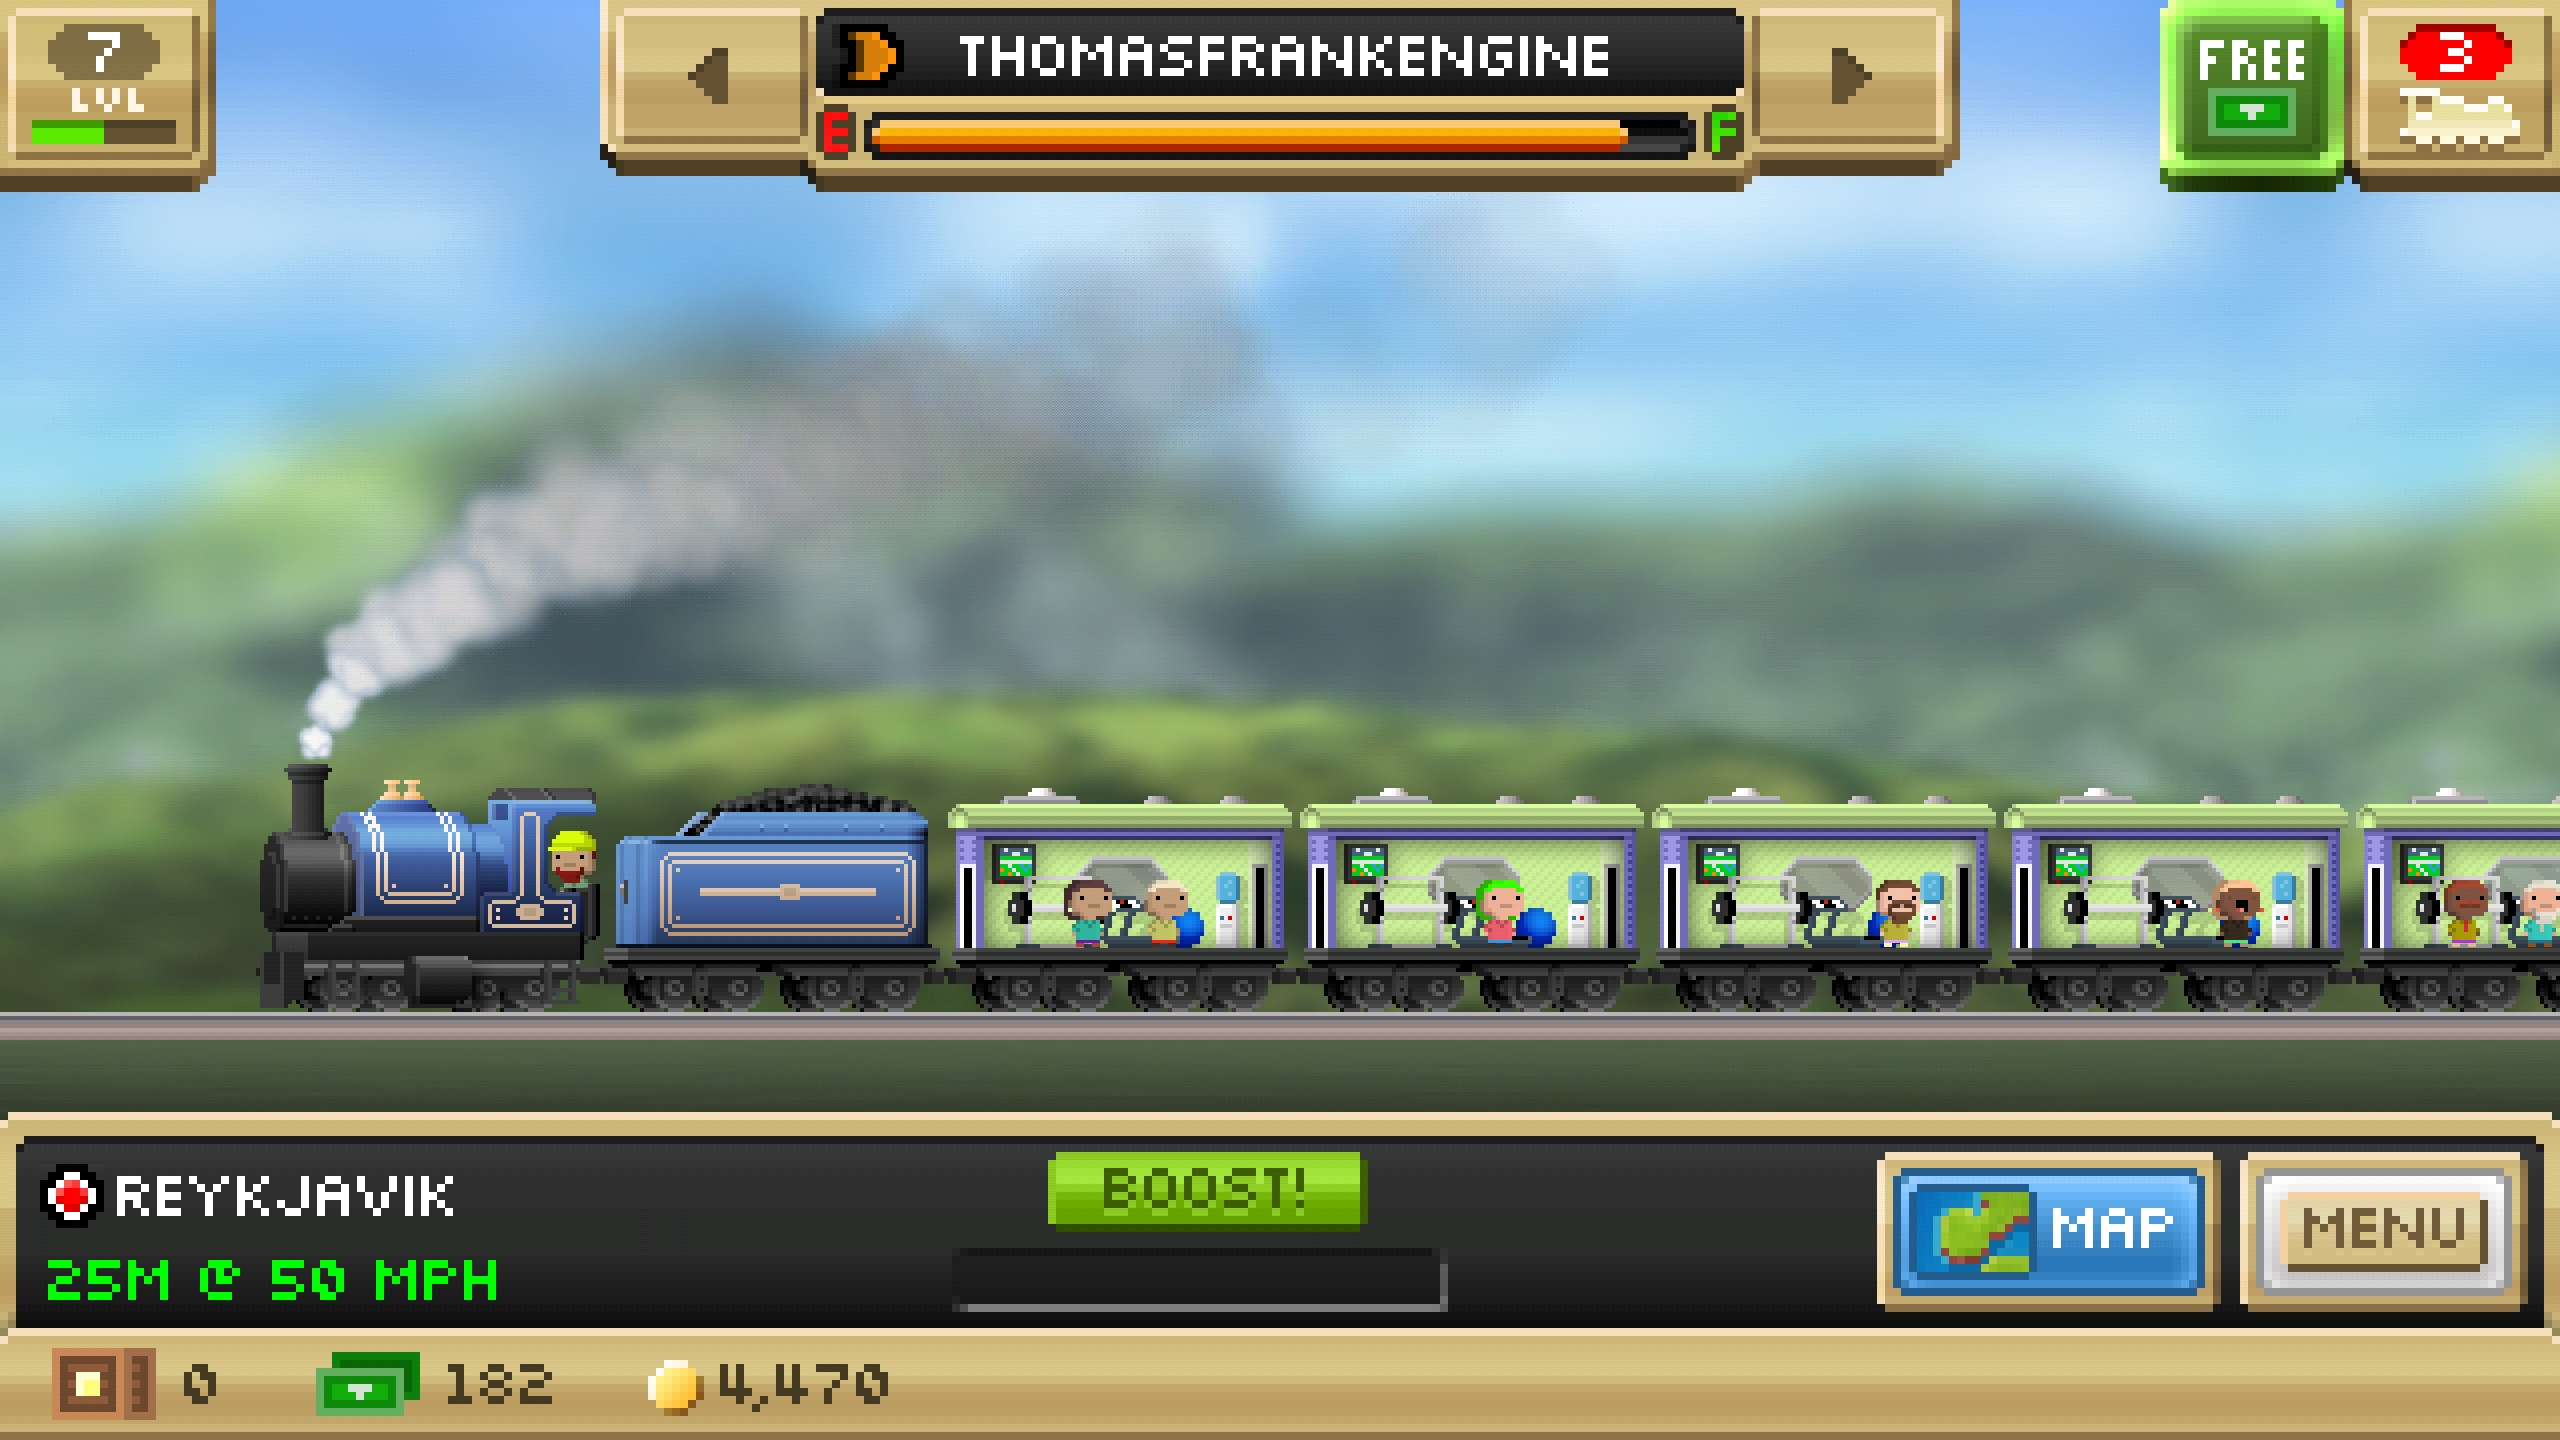 7
LVL
THOMASFRANKENGINE
E F
FREE
3
REYKJAVIK
25M @ 50 MPH
BOOST!
MAP
MENU
0 182 4,470